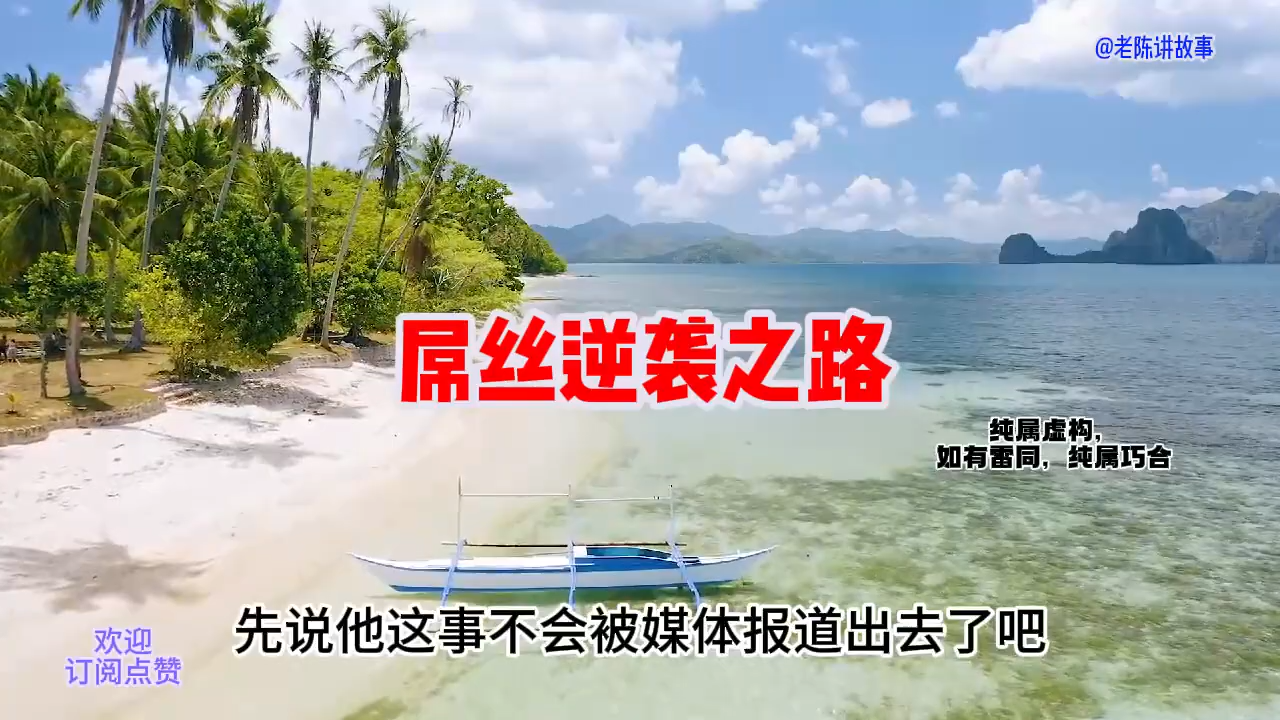 @老陈讲故事
屌丝逆袭之路
纯属虚构,
如有雷同，纯属巧合
先说他这事不会被媒体报道出去了吧
欢迎
订阅点赞